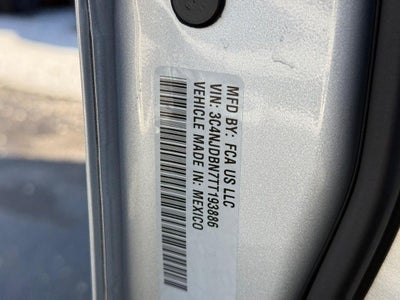 MFD BY: FCA US LLC
VIN: 3C4NJDBN7TT193886
VEHICLE MADE IN: MEXICO